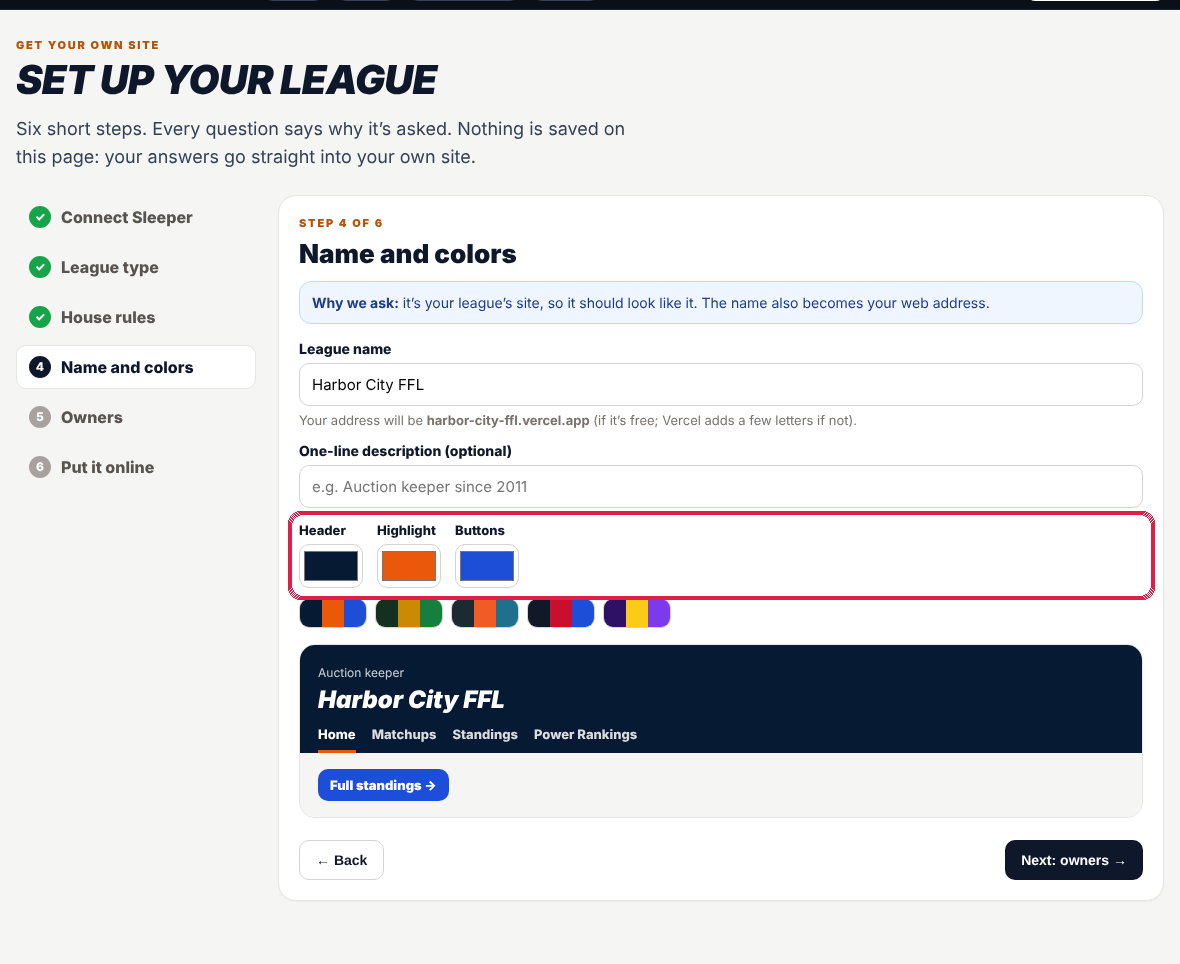 GET YOUR OWN SITE
SET UP YOUR LEAGUE
Six short steps. Every question says why it’s asked. Nothing is saved on
this page: your answers go straight into your own site.
Connect Sleeper
League type
House rules
4 Name and colors
5 Owners
6 Put it online
STEP 4 OF 6
Name and colors
Why we ask: it’s your league’s site, so it should look like it. The name also becomes your web address.
League name
Harbor City FFL
Your address will be harbor-city-ffl.vercel.app (if it’s free; Vercel adds a few letters if not).
One-line description (optional)
e.g. Auction keeper since 2011
Header Highlight Buttons
Auction keeper
Harbor City FFL
Home Matchups Standings Power Rankings
Full standings →
← Back Next: owners →